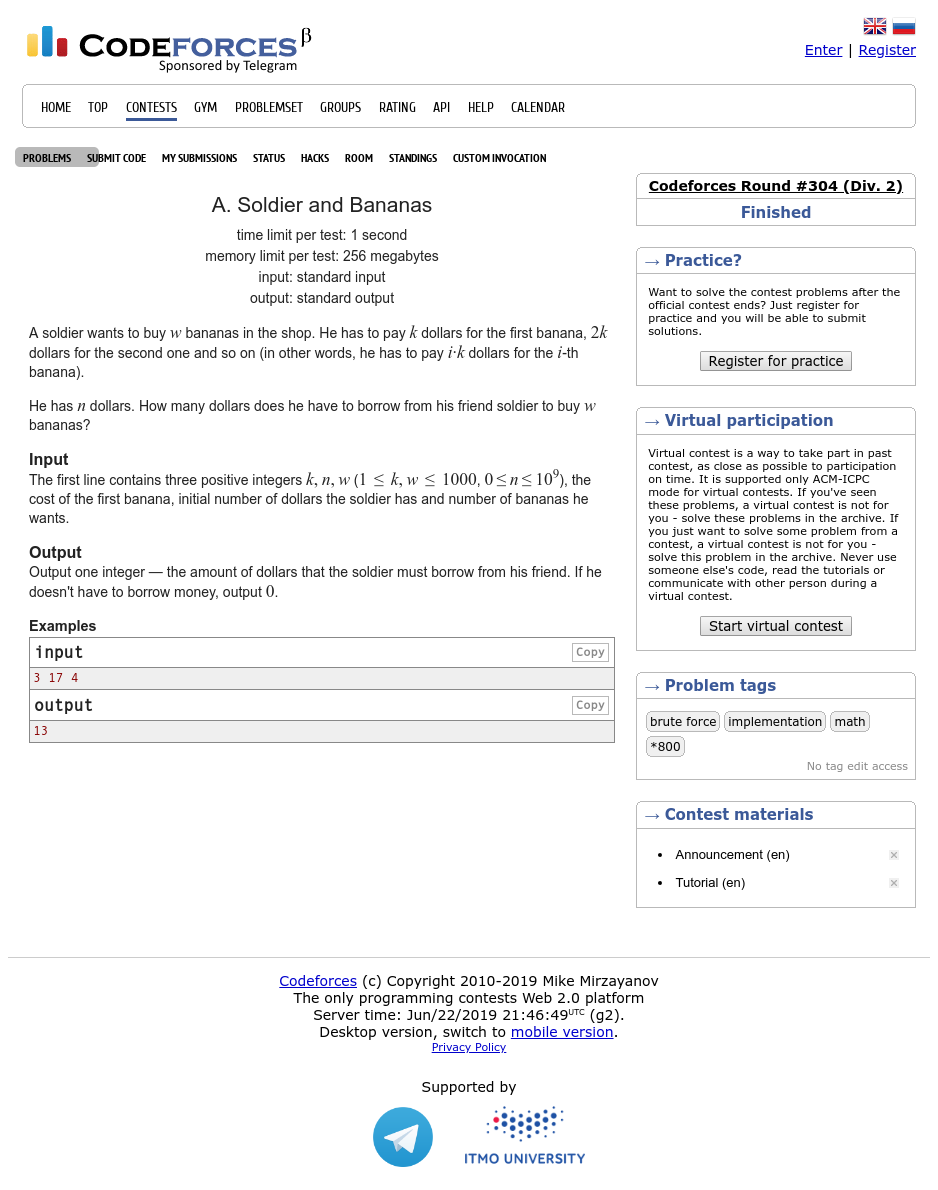 CODEFORCES β
Sponsored by Telegram
Enter | Register
HOME TOP CONTESTS GYM PROBLEMSET GROUPS RATING API HELP CALENDAR
PROBLEMS SUBMIT CODE MY SUBMISSIONS STATUS HACKS ROOM STANDINGS CUSTOM INVOCATION
A. Soldier and Bananas
time limit per test: 1 second
memory limit per test: 256 megabytes
input: standard input
output: standard output
A soldier wants to buy w bananas in the shop. He has to pay k dollars for the first banana, 2k
dollars for the second one and so on (in other words, he has to pay i·k dollars for the i-th
banana).
He has n dollars. How many dollars does he have to borrow from his friend soldier to buy w
bananas?
Input
The first line contains three positive integers k, n, w (1 ≤ k, w ≤ 1000, 0 ≤ n ≤ 10⁹), the
cost of the first banana, initial number of dollars the soldier has and number of bananas he
wants.
Output
Output one integer — the amount of dollars that the soldier must borrow from his friend. If he
doesn't have to borrow money, output 0.
Examples
input Copy
3 17 4
output Copy
13
Codeforces Round #304 (Div. 2)
Finished
→ Practice?
Want to solve the contest problems after the
official contest ends? Just register for
practice and you will be able to submit
solutions.
Register for practice
→ Virtual participation
Virtual contest is a way to take part in past
contest, as close as possible to participation
on time. It is supported only ACM-ICPC
mode for virtual contests. If you've seen
these problems, a virtual contest is not for
you - solve these problems in the archive. If
you just want to solve some problem from a
contest, a virtual contest is not for you -
solve this problem in the archive. Never use
someone else's code, read the tutorials or
communicate with other person during a
virtual contest.
Start virtual contest
→ Problem tags
brute force implementation math
*800
No tag edit access
→ Contest materials
• Announcement (en) ×
• Tutorial (en) ×
Codeforces (c) Copyright 2010-2019 Mike Mirzayanov
The only programming contests Web 2.0 platform
Server time: Jun/22/2019 21:46:49 UTC (g2).
Desktop version, switch to mobile version.
Privacy Policy
Supported by
ITMO UNIVERSITY